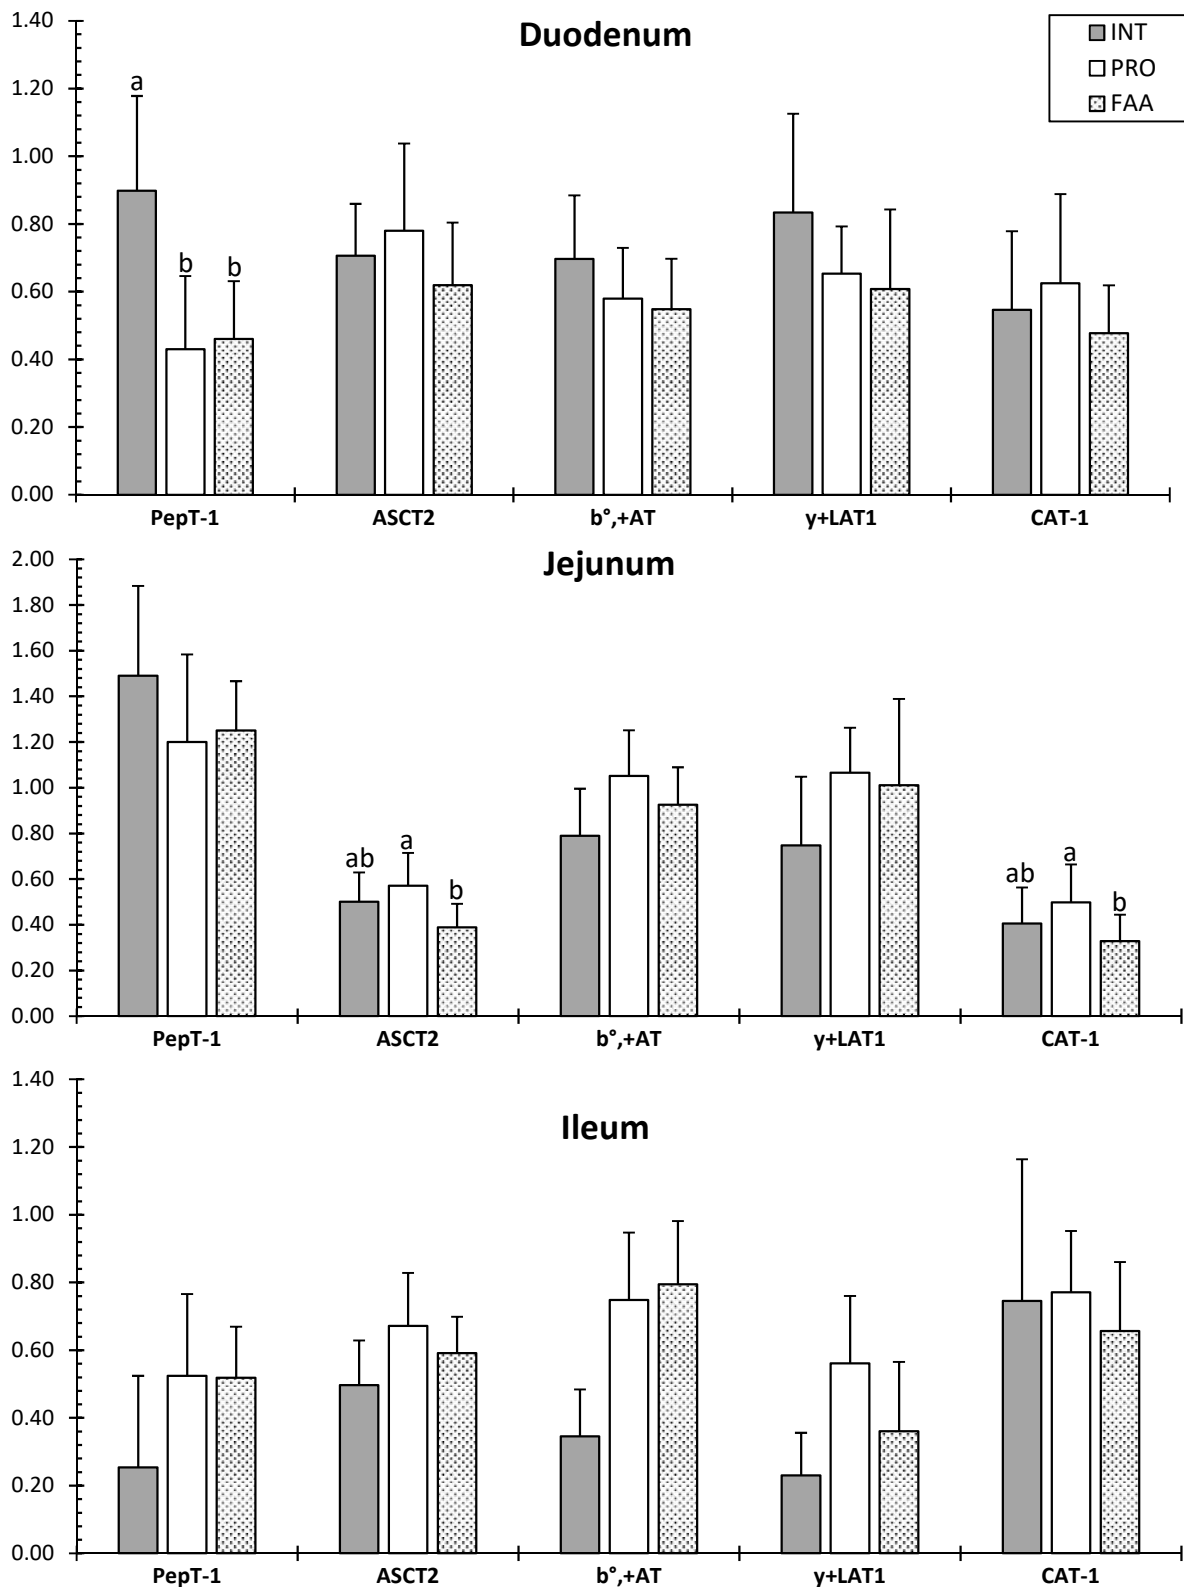 Duodenum
INT
PRO
FAA
1.40
1.20
1.00
0.80
0.60
0.40
0.20
0.00
a
b
b
PepT-1
ASCT2
b°,+AT
y+LAT1
CAT-1
Jejunum
2.00
1.80
1.60
1.40
1.20
1.00
0.80
0.60
0.40
0.20
0.00
ab
a
b
ab
a
b
PepT-1
ASCT2
b°,+AT
y+LAT1
CAT-1
Ileum
1.40
1.20
1.00
0.80
0.60
0.40
0.20
0.00
PepT-1
ASCT2
b°,+AT
y+LAT1
CAT-1